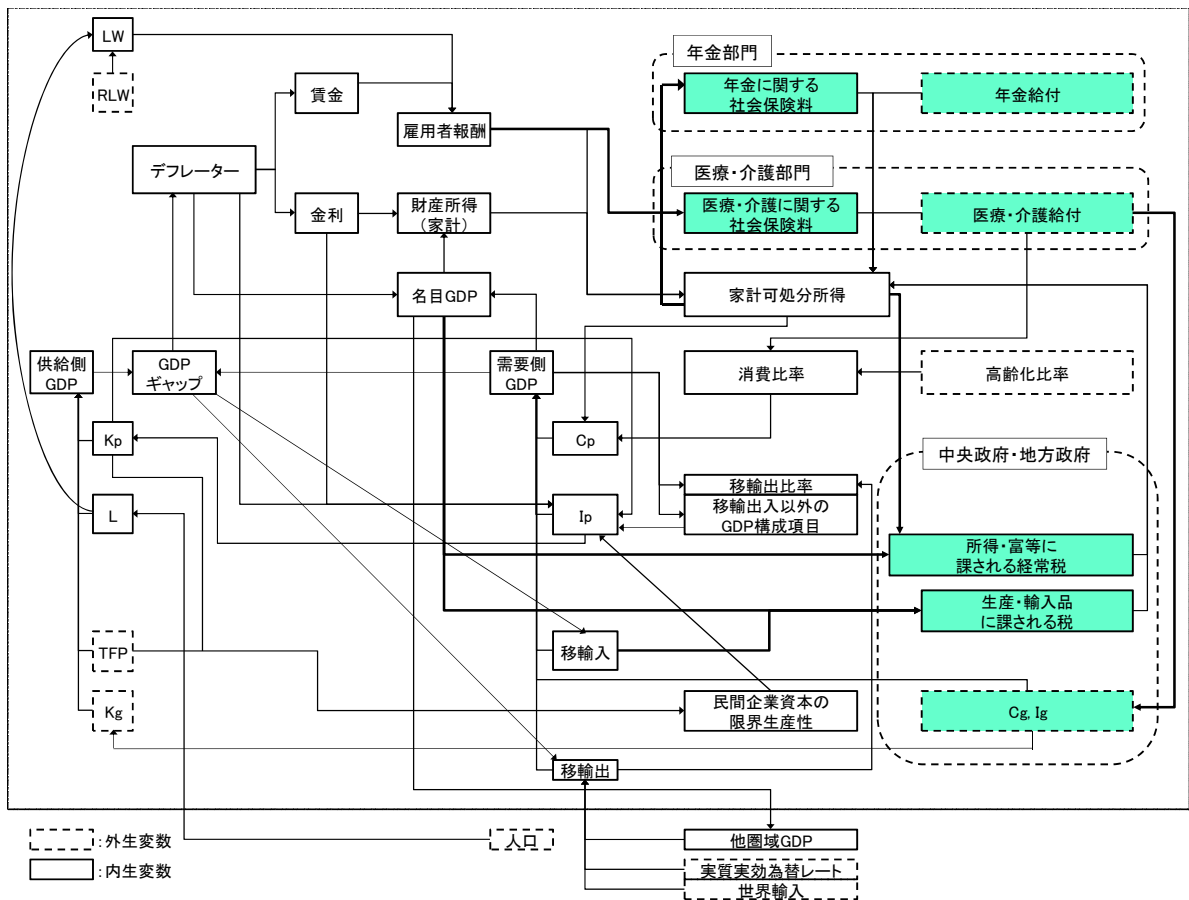 LW
年金部門
RLW
賃金
年金に関する
社会保険料
年金給付
雇用者報酬
デフレーター
医療・介護部門
金利
財産所得
（家計）
医療・介護に関する
社会保険料
医療・介護給付
名目GDP
家計可処分所得
供給側
GDP
GDP
ギャップ
需要側
GDP
消費比率
高齢化比率
Kp
Cp
中央政府・地方政府
移輸出比率
L
Ip
移輸出入以外の
GDP構成項目
所得・富等に
課される経常税
生産・輸入品
に課される税
TFP
移輸入
Kg
民間企業資本の
限界生産性
Cg, Ig
移輸出
：外生変数
人口
他圏域GDP
：内生変数
実質実効為替レート
世界輸入